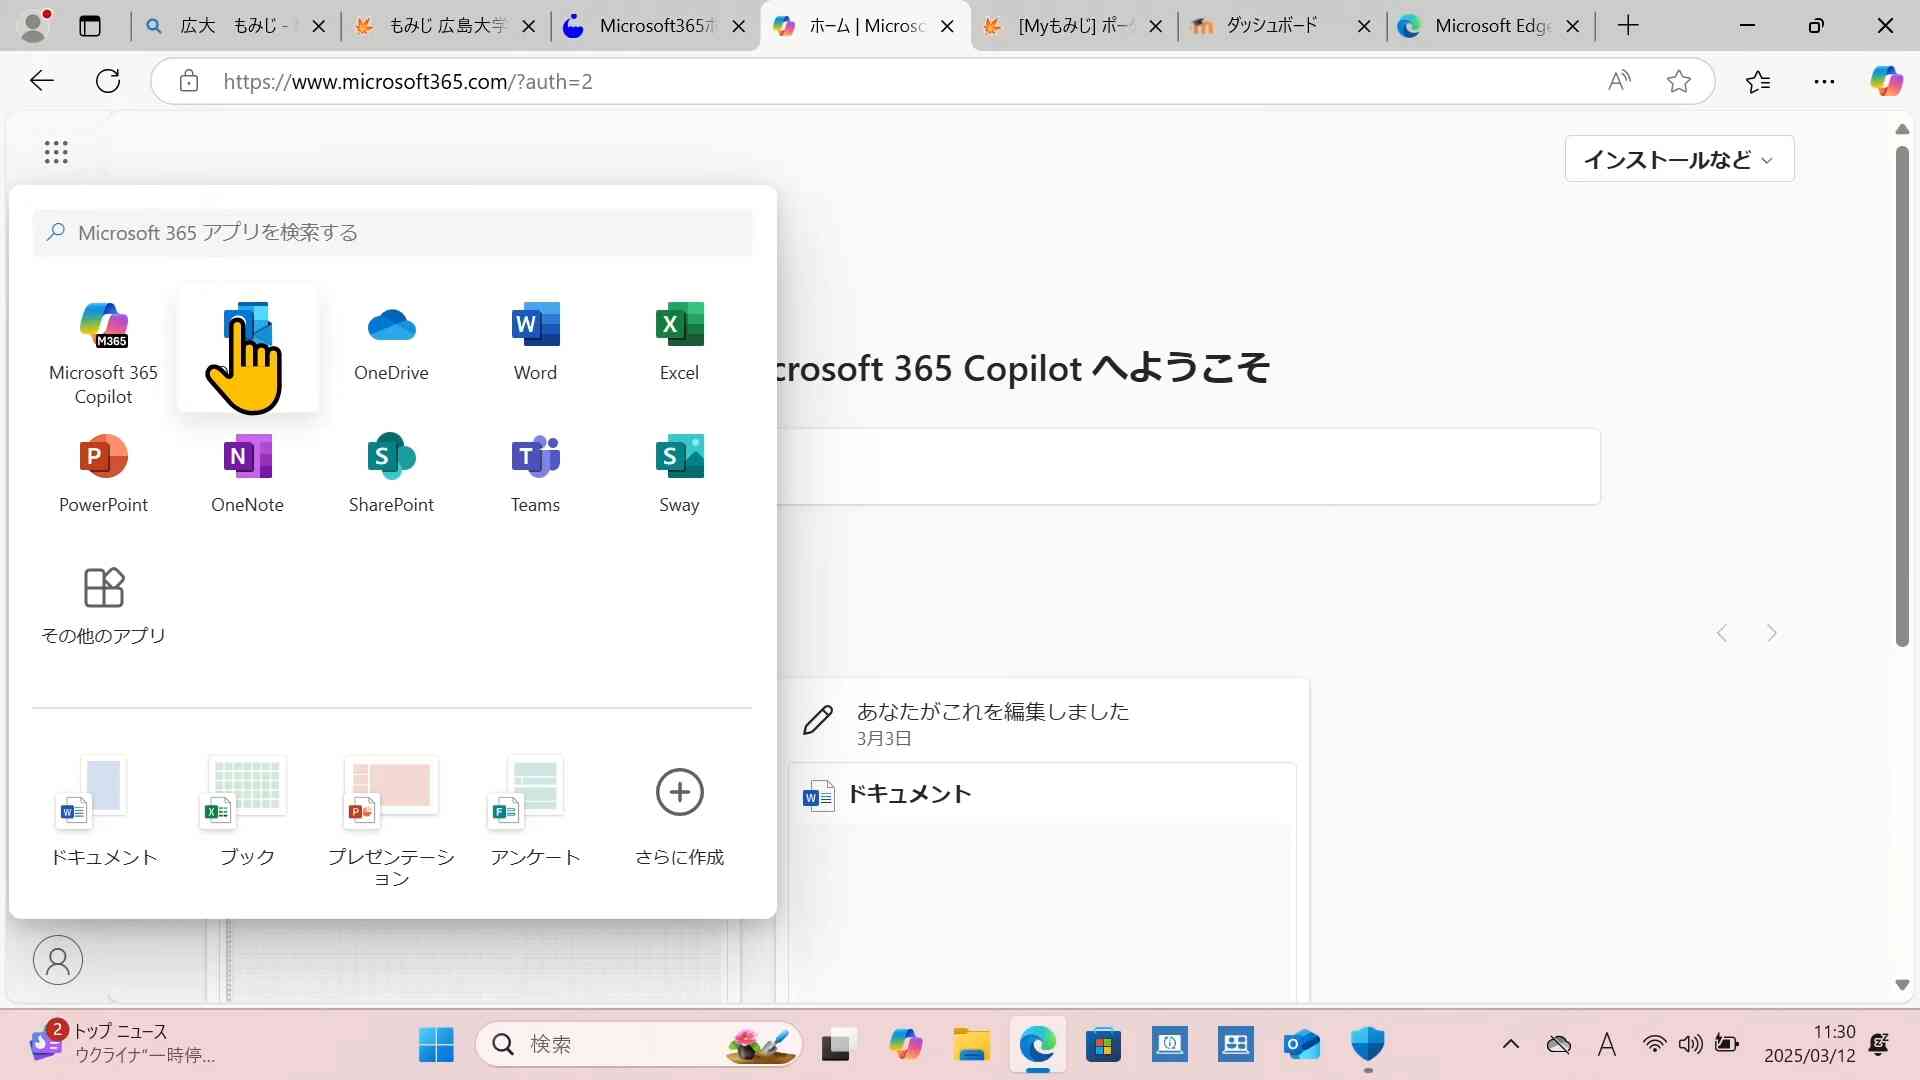 広大　もみじ -
もみじ 広島大学
Microsoft365ポ
ホーム | Microsc
[Myもみじ] ポー
ダッシュボード
Microsoft Edge
https://www.microsoft365.com/?auth=2
インストールなど
Microsoft 365 アプリを検索する
M365
Microsoft 365
Copilot
OneDrive
Word
Excel
crosoft 365 Copilot へようこそ
PowerPoint
OneNote
SharePoint
Teams
Sway
その他のアプリ
あなたがこれを編集しました
3月3日
ドキュメント
ドキュメント
ブック
プレゼンテーシ
ョン
アンケート
さらに作成
2
トップ ニュース
ウクライナ“一時停...
検索
A
11:30
2025/03/12